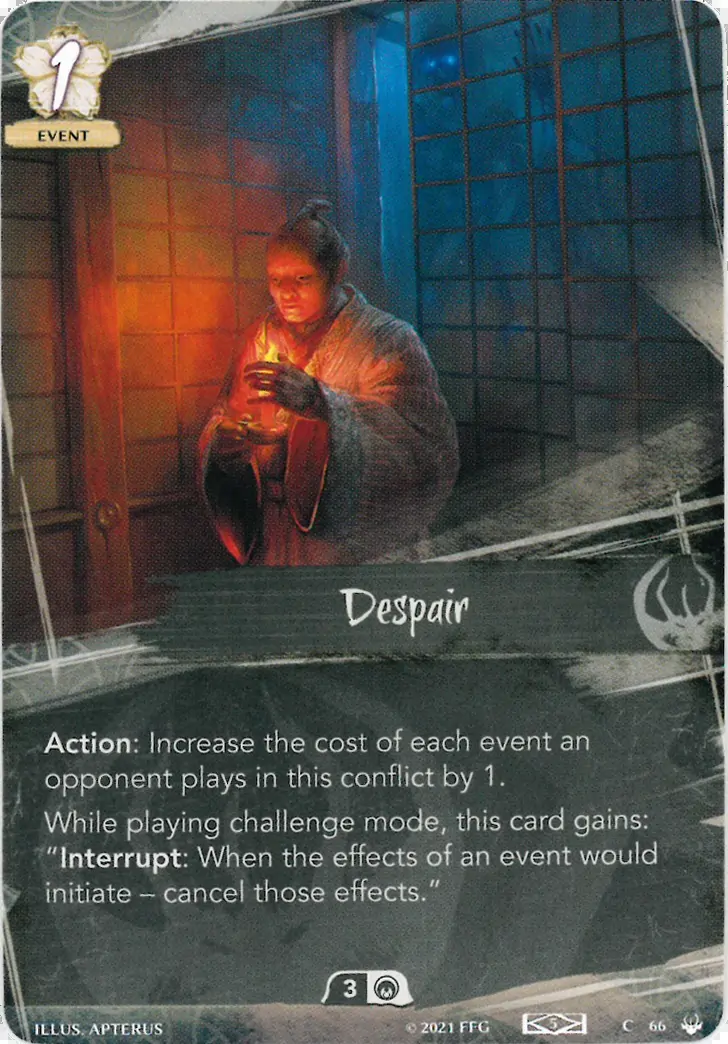 1
EVENT
Despair
Action: Increase the cost of each event an
opponent plays in this conflict by 1.
While playing challenge mode, this card gains:
“Interrupt: When the effects of an event would
initiate – cancel those effects.”
3
ILLUS. APTERUS © 2021 FFG 5 C 66